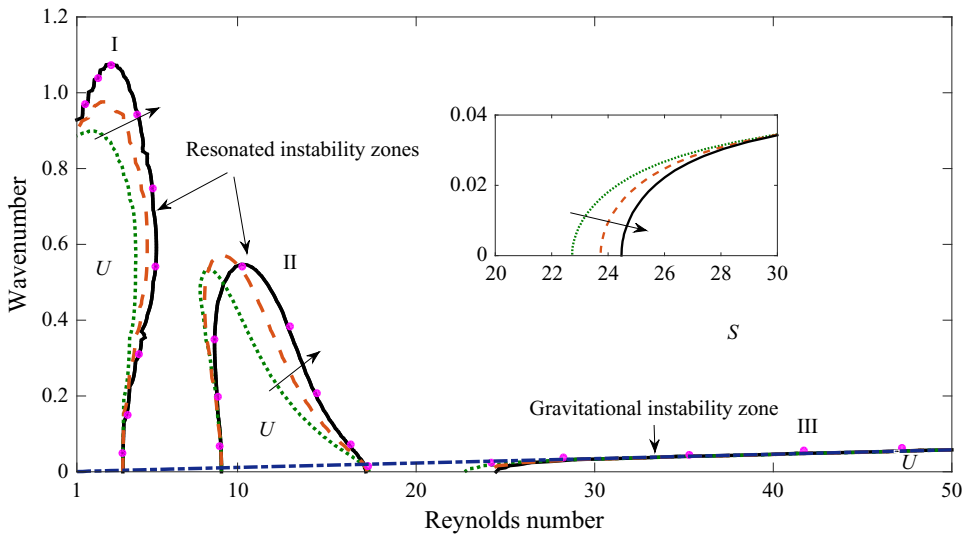 1.2
I
1.0
0.04
Resonated instability zones
0.8
0.02
Wavenumber
0.6
U
II
0
20
22
24
26
28
30
0.4
S
0.2
U
Gravitational instability zone
III
U
0
1
10
20
30
40
50
Reynolds number